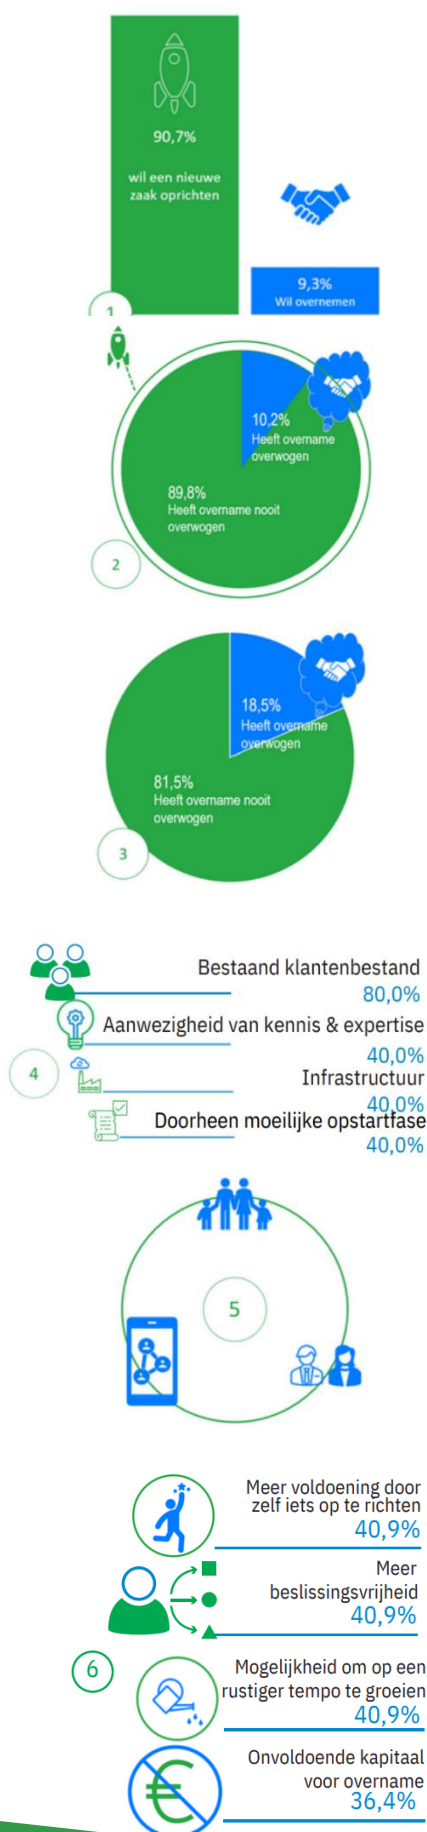 90,7%
wil een nieuwe
zaak oprichten
9,3%
Wil overnemen
1
10,2%
Heeft overname
overwogen
89,8%
Heeft overname nooit
overwogen
2
18,5%
Heeft overname
overwogen
81,5%
Heeft overname nooit
overwogen
3
Bestaand klantenbestand
80,0%
Aanwezigheid van kennis & expertise
40,0%
4
Infrastructuur
40,0%
Doorheen moeilijke opstartfase
40,0%
5
Meer voldoening door
zelf iets op te richten
40,9%
Meer
beslissingsvrijheid
40,9%
6
Mogelijkheid om op een
rustiger tempo te groeien
40,9%
Onvoldoende kapitaal
voor overname
36,4%